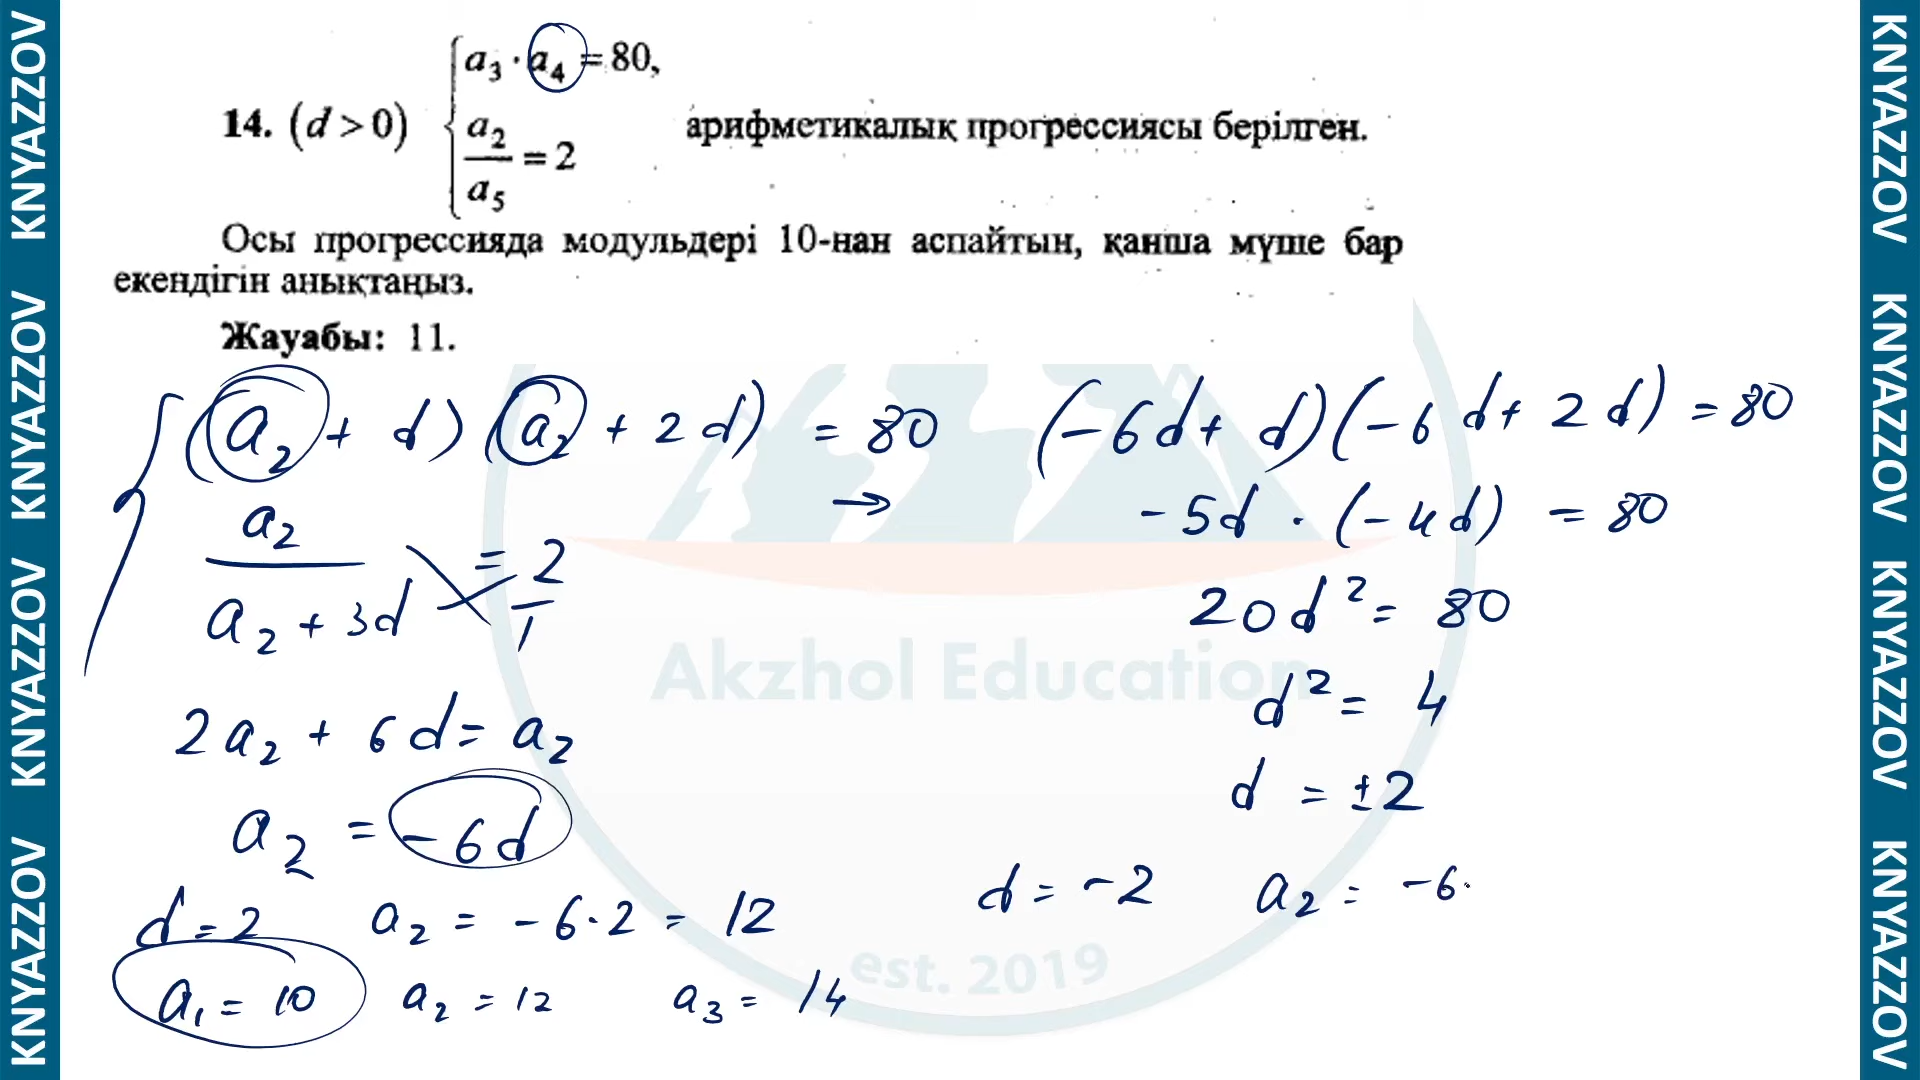 KNYAZZOV KNYAZZOV KNYAZZOV KNYAZZOV
14. (d > 0) { a₃ · a₄ = 80, a₂/a₅ = 2 арифметикалық прогрессиясы берілген.
Осы прогрессияда модульдері 10-нан аспайтын, қанша мүше бар
екендігін анықтаңыз.
Жауабы: 11.
(a₂ + d) (a₂ + 2d) = 80
a₂/(a₂ + 3d) = 2/1
→
2a₂ + 6d = a₂
a₂ = -6d
d = 2 a₂ = -6·2 = 12
a₁ = 10 a₂ = 12 a₃ = 14
(-6d + d)(-6d + 2d) = 80
-5d · (-4d) = 80
20d² = 80
d² = 4
d = ±2
d = -2 a₂ = -6·
Akzhol Education
est. 2019
KNYAZZOV KNYAZZOV KNYAZZOV KNYAZZOV